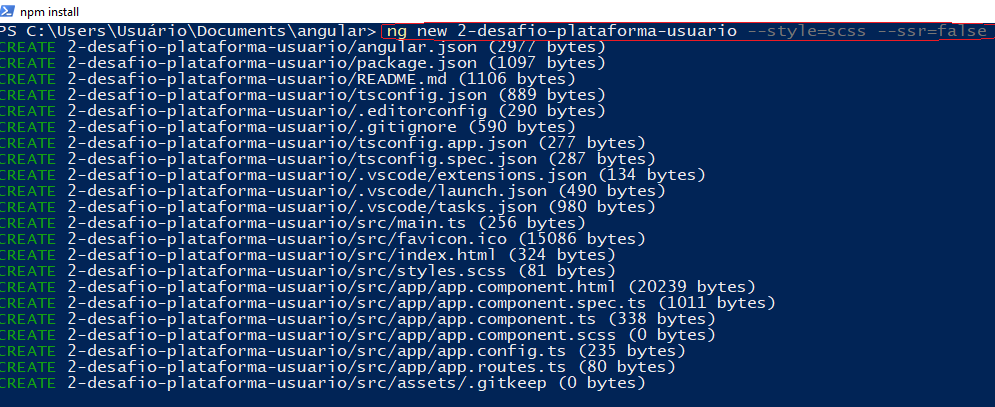 npm install
PS C:\Users\Usuário\Documents\angular> ng new 2-desafio-plataforma-usuario --style=scss --ssr=false
CREATE 2-desafio-plataforma-usuario/angular.json (2977 bytes)
CREATE 2-desafio-plataforma-usuario/package.json (1097 bytes)
CREATE 2-desafio-plataforma-usuario/README.md (1106 bytes)
CREATE 2-desafio-plataforma-usuario/tsconfig.json (889 bytes)
CREATE 2-desafio-plataforma-usuario/.editorconfig (290 bytes)
CREATE 2-desafio-plataforma-usuario/.gitignore (590 bytes)
CREATE 2-desafio-plataforma-usuario/tsconfig.app.json (277 bytes)
CREATE 2-desafio-plataforma-usuario/tsconfig.spec.json (287 bytes)
CREATE 2-desafio-plataforma-usuario/.vscode/extensions.json (134 bytes)
CREATE 2-desafio-plataforma-usuario/.vscode/launch.json (490 bytes)
CREATE 2-desafio-plataforma-usuario/.vscode/tasks.json (980 bytes)
CREATE 2-desafio-plataforma-usuario/src/main.ts (256 bytes)
CREATE 2-desafio-plataforma-usuario/src/favicon.ico (15086 bytes)
CREATE 2-desafio-plataforma-usuario/src/index.html (324 bytes)
CREATE 2-desafio-plataforma-usuario/src/styles.scss (81 bytes)
CREATE 2-desafio-plataforma-usuario/src/app/app.component.html (20239 bytes)
CREATE 2-desafio-plataforma-usuario/src/app/app.component.spec.ts (1011 bytes)
CREATE 2-desafio-plataforma-usuario/src/app/app.component.ts (338 bytes)
CREATE 2-desafio-plataforma-usuario/src/app/app.component.scss (0 bytes)
CREATE 2-desafio-plataforma-usuario/src/app/app.config.ts (235 bytes)
CREATE 2-desafio-plataforma-usuario/src/app/app.routes.ts (80 bytes)
CREATE 2-desafio-plataforma-usuario/src/assets/.gitkeep (0 bytes)